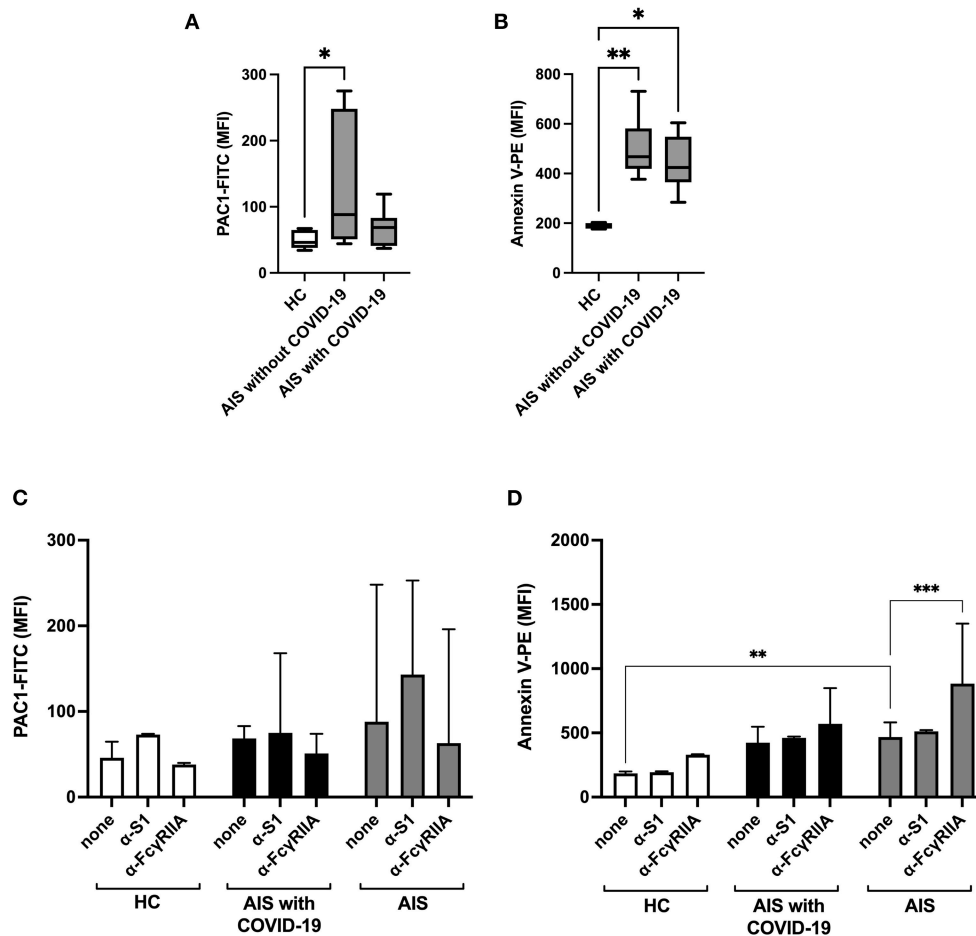 A
PAC1-FITC (MFI)
300
200
100
0
*
HC
AIS without COVID-19
AIS with COVID-19
B
Annexin V-PE (MFI)
800
600
400
200
0
*
**
HC
AIS without COVID-19
AIS with COVID-19
C
PAC1-FITC (MFI)
300
200
100
0
none
α-S1
α-FcγRIIA
none
α-S1
α-FcγRIIA
none
α-S1
α-FcγRIIA
HC
AIS with
COVID-19
AIS
D
Annexin V-PE (MFI)
2000
1500
1000
500
0
**
***
none
α-S1
α-FcγRIIA
none
α-S1
α-FcγRIIA
none
α-S1
α-FcγRIIA
HC
AIS with
COVID-19
AIS